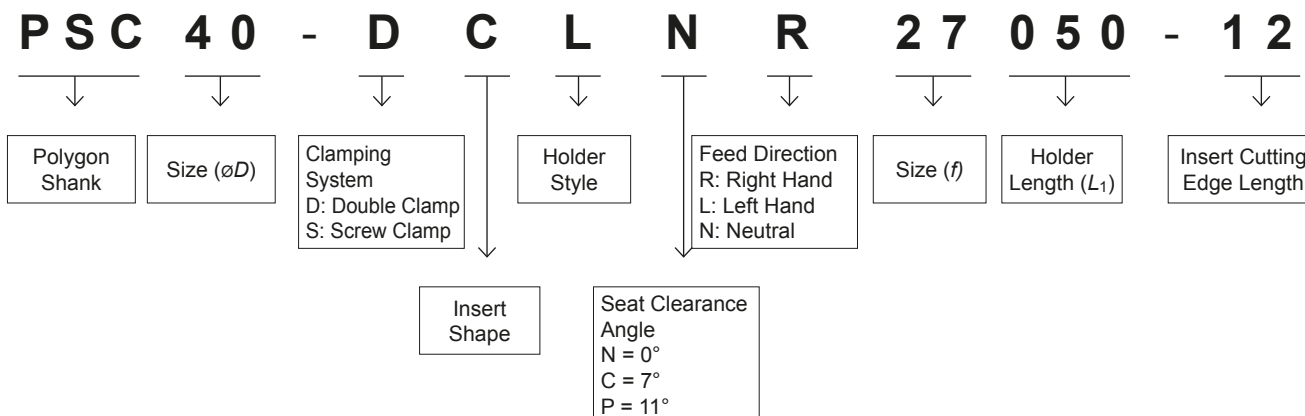 PSC 40 - D C L N R 27 050 - 12
Polygon
Shank
Size (øD)
Clamping
System
D: Double Clamp
S: Screw Clamp
Holder
Style
Feed Direction
R: Right Hand
L: Left Hand
N: Neutral
Size (f)
Holder
Length (L1)
Insert Cutting
Edge Length
Insert
Shape
Seat Clearance
Angle
N = 0°
C = 7°
P = 11°